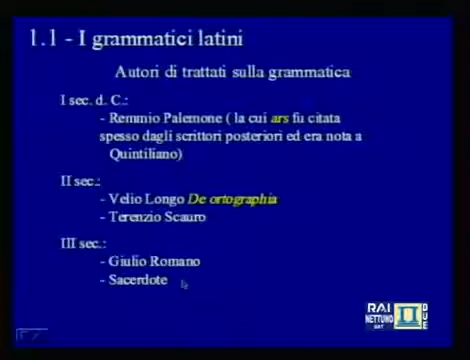 1.1 - I grammatici latini
Autori di trattati sulla grammatica
I sec. d. C.:
- Remmio Palemone ( la cui ars fu citata
spesso dagli scrittori posteriori ed era nota a
Quintiliano)
II sec.:
- Velio Longo De ortographia
- Terenzio Scauro
III sec.:
- Giulio Romano
- Sacerdote
RAI
NETTUNO
SAT
DUE